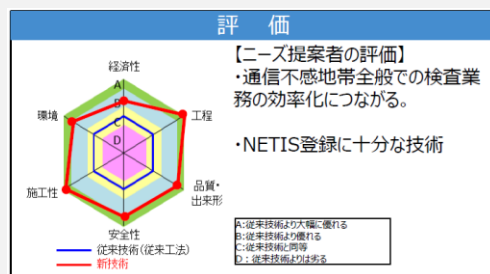 評 価
【ニーズ提案者の評価】
・通信不感地帯全般での検査業
務の効率化につながる。
・NETIS登録に十分な技術
経済性
A
B
C
D
環境
工程
施工性
品質・
出来形
安全性
従来技術(従来工法)
新技術
A:従来技術より大幅に優れる
B:従来技術より優れる
C:従来技術と同等
D:従来技術よりは劣る